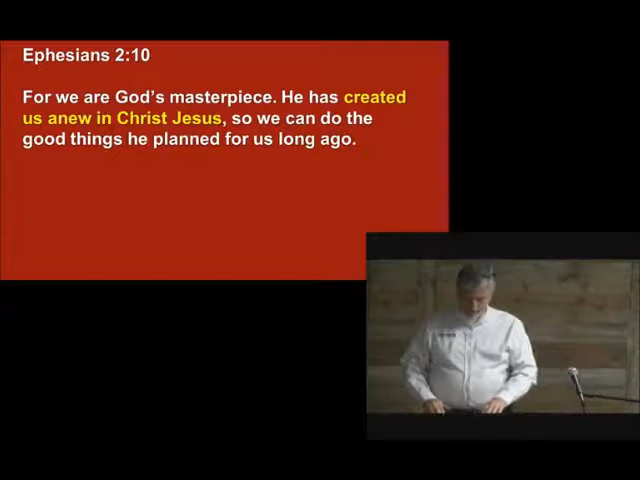 Ephesians 2:10
For we are God's masterpiece. He has created
us anew in Christ Jesus, so we can do the
good things he planned for us long ago.